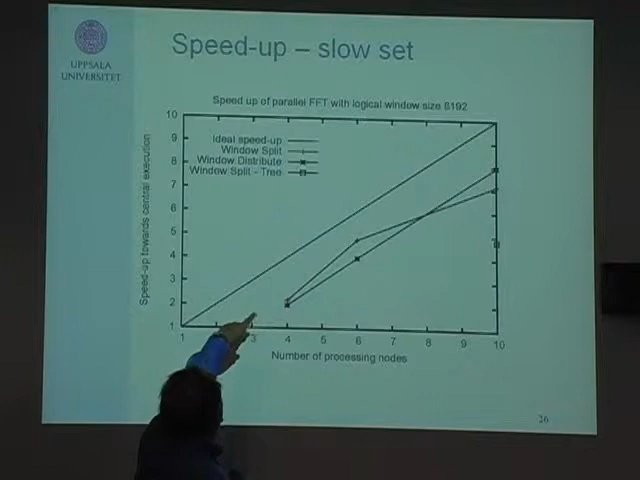 UPPSALA
UNIVERSITET
Speed-up – slow set
Speed up of parallel FFT with logical window size 8192
Ideal speed-up
Window Split
Window Distribute
Window Split - Tree
Speed-up towards central execution
10
9
8
7
6
5
4
3
2
1
1
3
4
5
6
7
8
9
10
Number of processing nodes
26